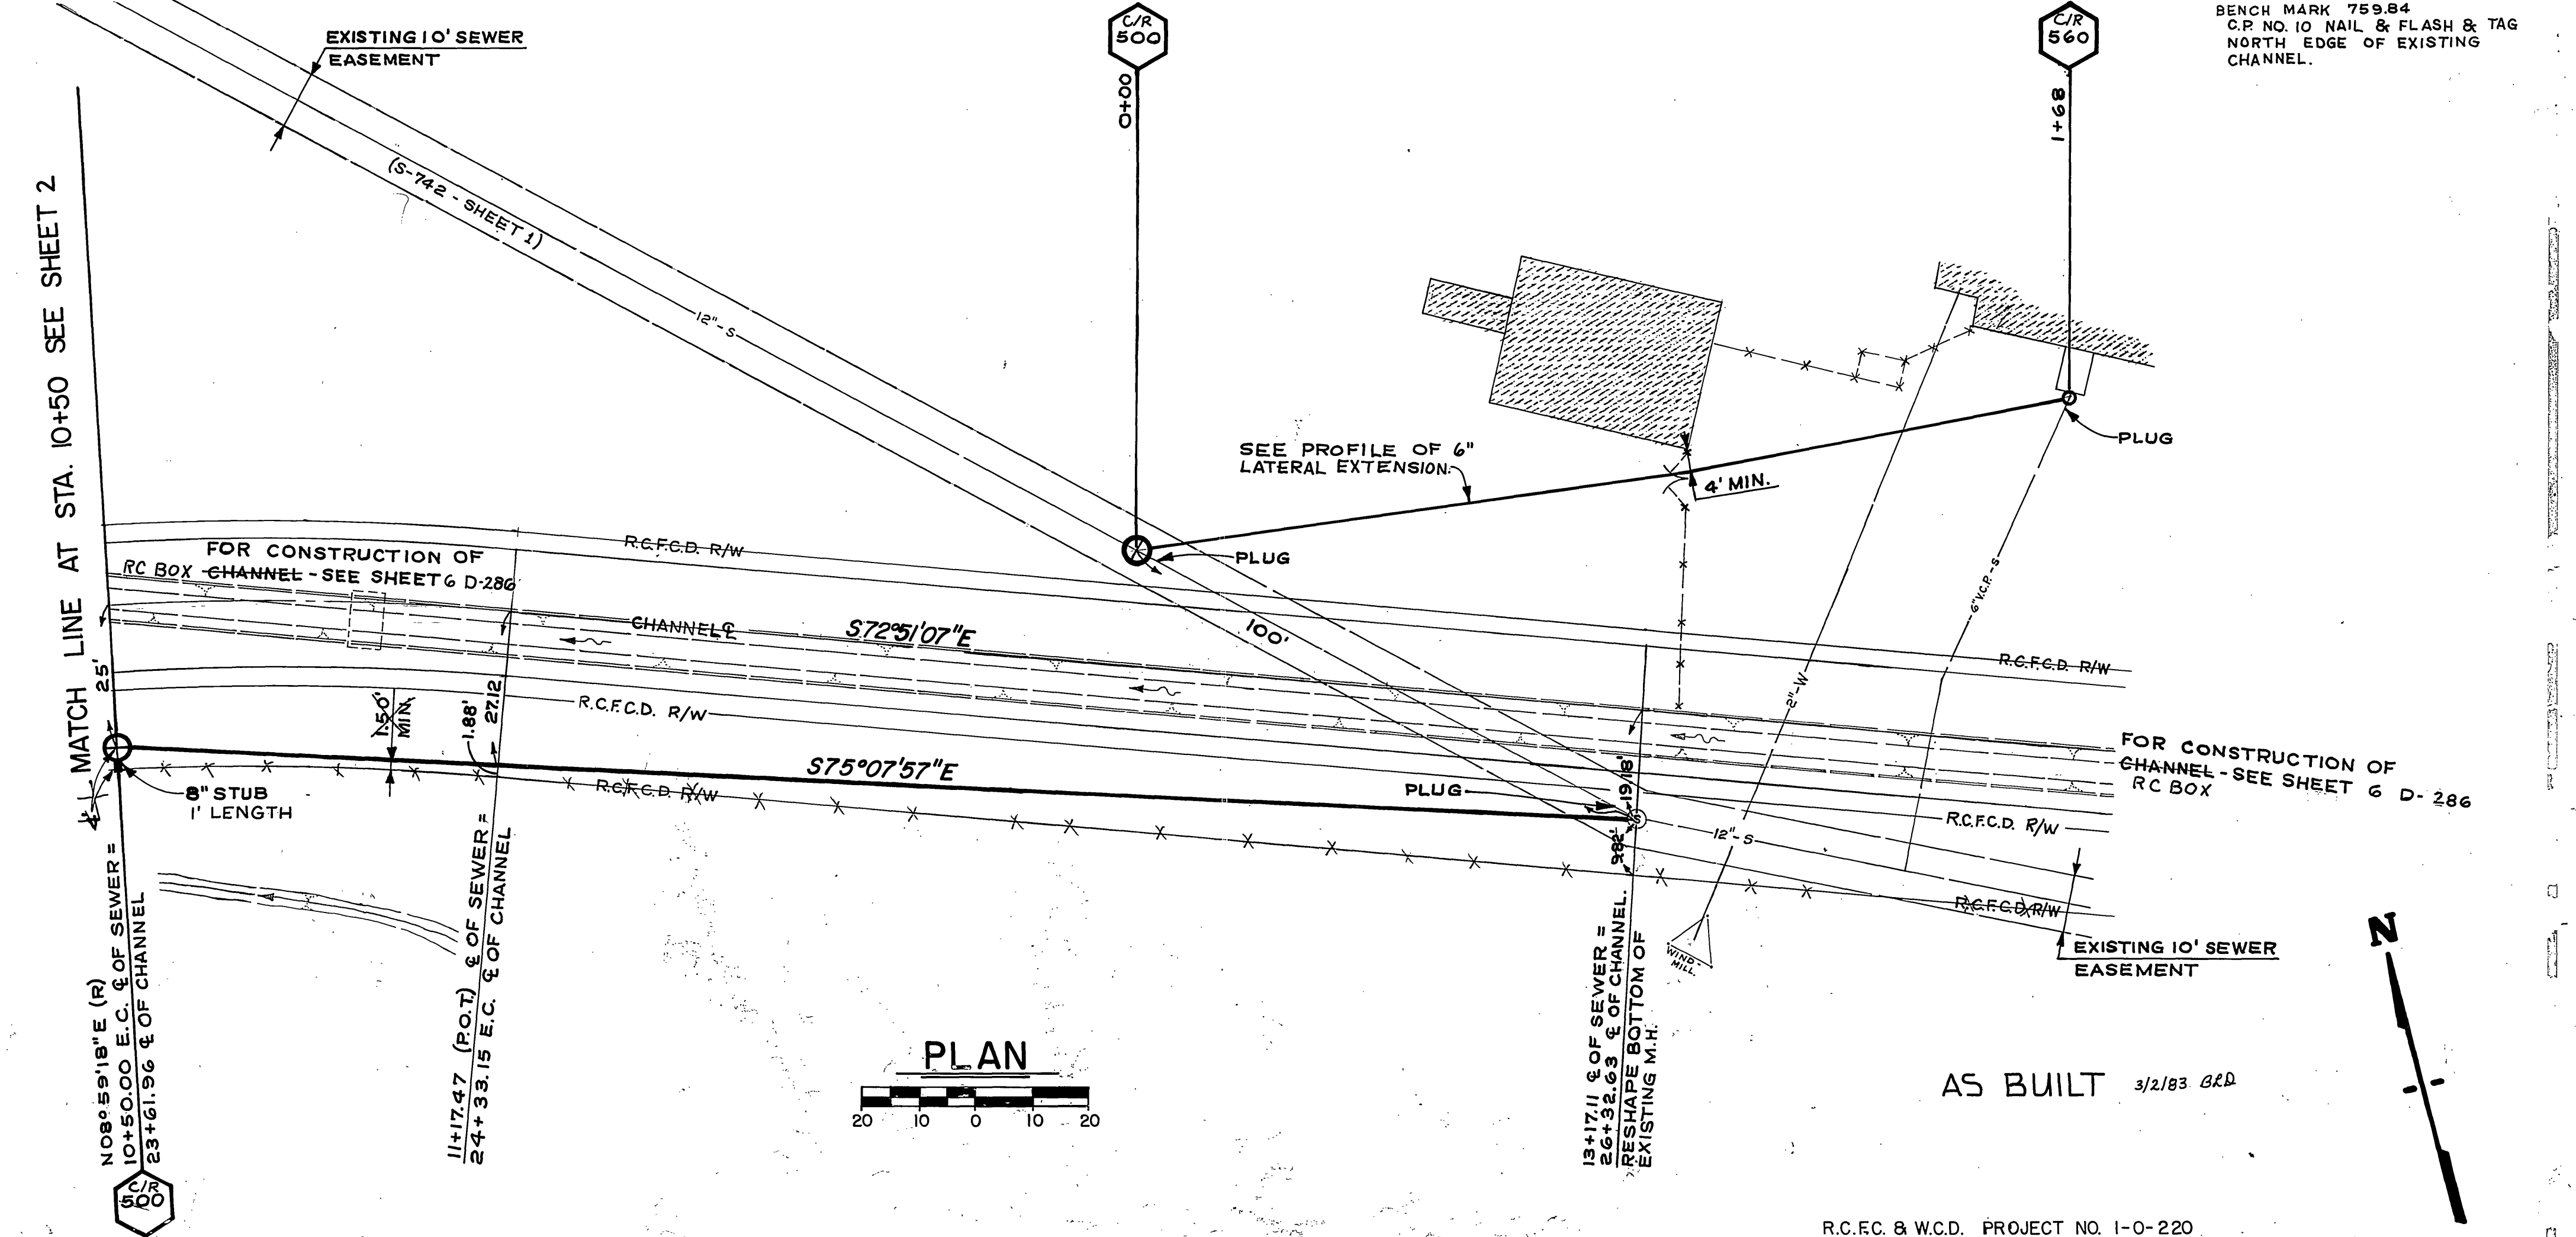 BENCH MARK 759.84
C.P. NO. 10 NAIL & FLASH & TAG
NORTH EDGE OF EXISTING
CHANNEL.
C/R
500
0+00
C/R
560
1+68
EXISTING 10' SEWER
EASEMENT
(S-742 - SHEET 1)
12"-S
MATCH LINE AT STA. 10+50 SEE SHEET 2
SEE PROFILE OF 6"
LATERAL EXTENSION
4' MIN.
PLUG
PLUG
R.C.F.C.D. R/W
FOR CONSTRUCTION OF
RC BOX CHANNEL - SEE SHEET 6 D-286
CHANNEL ℄
S72°51'07"E
100'
6" V.C.P.-S
2"-W
R.C.F.C.D. R/W
25'
15.0'
MIN.
1.88'
27.12
R.C.F.C.D. R/W
S75°07'57"E
R.C.F.C.D. R/W
8" STUB
1' LENGTH
4'
PLUG
19.18'
9.82'
12"-S
FOR CONSTRUCTION OF
CHANNEL - SEE SHEET 6 D-286
RC BOX
R.C.F.C.D. R/W
R.C.F.C.D. R/W
EXISTING 10' SEWER
EASEMENT
WIND-
MILL
N08°59'18"E (R)
10+50.00 E.C. ℄ OF SEWER =
23+61.96 ℄ OF CHANNEL
C/R
500
11+17.47 (P.O.T.) ℄ OF SEWER =
24+33.15 E.C. ℄ OF CHANNEL
13+17.11 ℄ OF SEWER =
26+32.63 ℄ OF CHANNEL.
RESHAPE BOTTOM OF
EXISTING M.H.
PLAN
20 10 0 10 20
N
AS BUILT 3/2/83 BRD
R.C.F.C. & W.C.D. PROJECT NO. 1-0-220